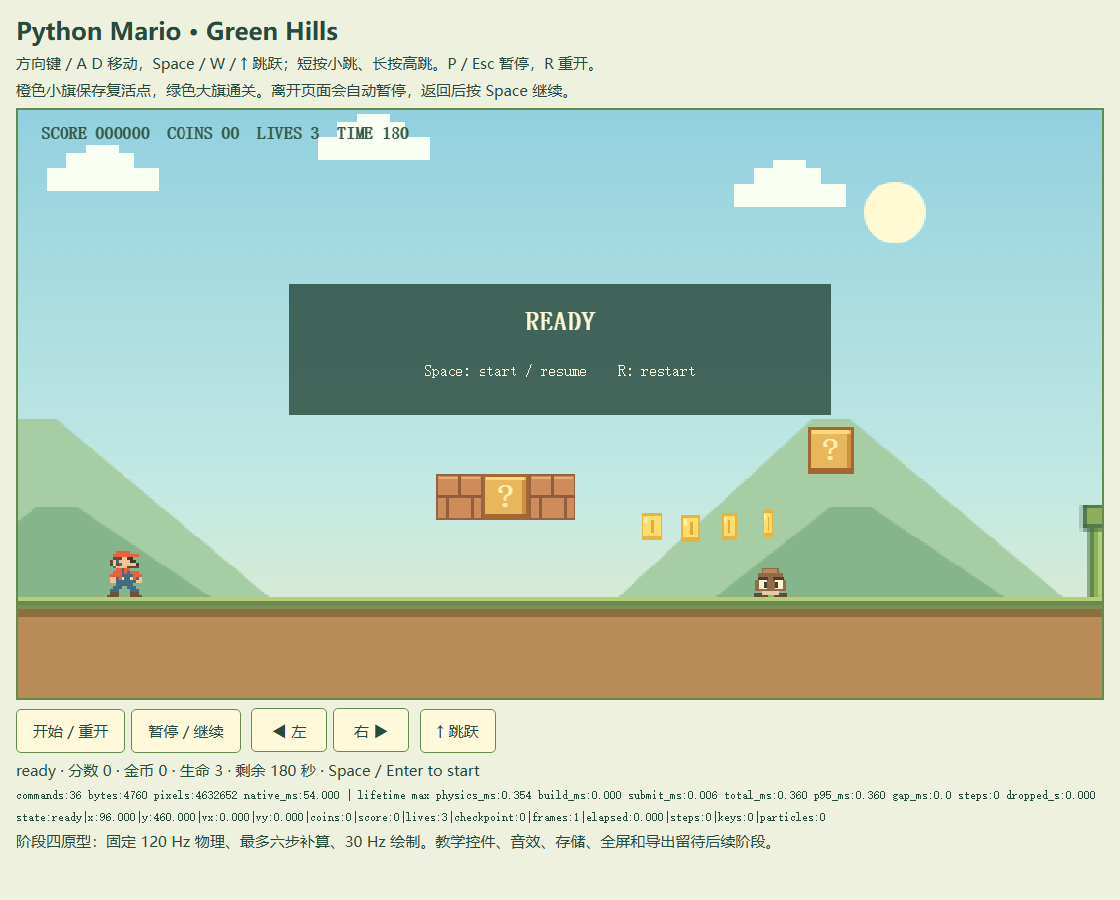 Python Mario • Green Hills
方向键 / A D 移动，Space / W / ↑ 跳跃；短按小跳、长按高跳。P / Esc 暂停，R 重开。
橙色小旗保存复活点，绿色大旗通关。离开页面会自动暂停，返回后按 Space 继续。
SCORE 000000 COINS 00 LIVES 3 TIME 180
READY
Space: start / resume R: restart
?
?
开始 / 重开 暂停 / 继续 ◀ 左 右 ▶ ↑ 跳跃
ready · 分数 0 · 金币 0 · 生命 3 · 剩余 180 秒 · Space / Enter to start
commands:36 bytes:4760 pixels:4632652 native_ms:54.000 | lifetime max physics_ms:0.354 build_ms:0.000 submit_ms:0.006 total_ms:0.360 p95_ms:0.360 gap_ms:0.0 steps:0 dropped_s:0.000
state:ready|x:96.000|y:460.000|vx:0.000|vy:0.000|coins:0|score:0|lives:3|checkpoint:0|frames:1|elapsed:0.000|steps:0|keys:0|particles:0
阶段四原型：固定 120 Hz 物理、最多六步补算、30 Hz 绘制。教学控件、音效、存储、全屏和导出留待后续阶段。